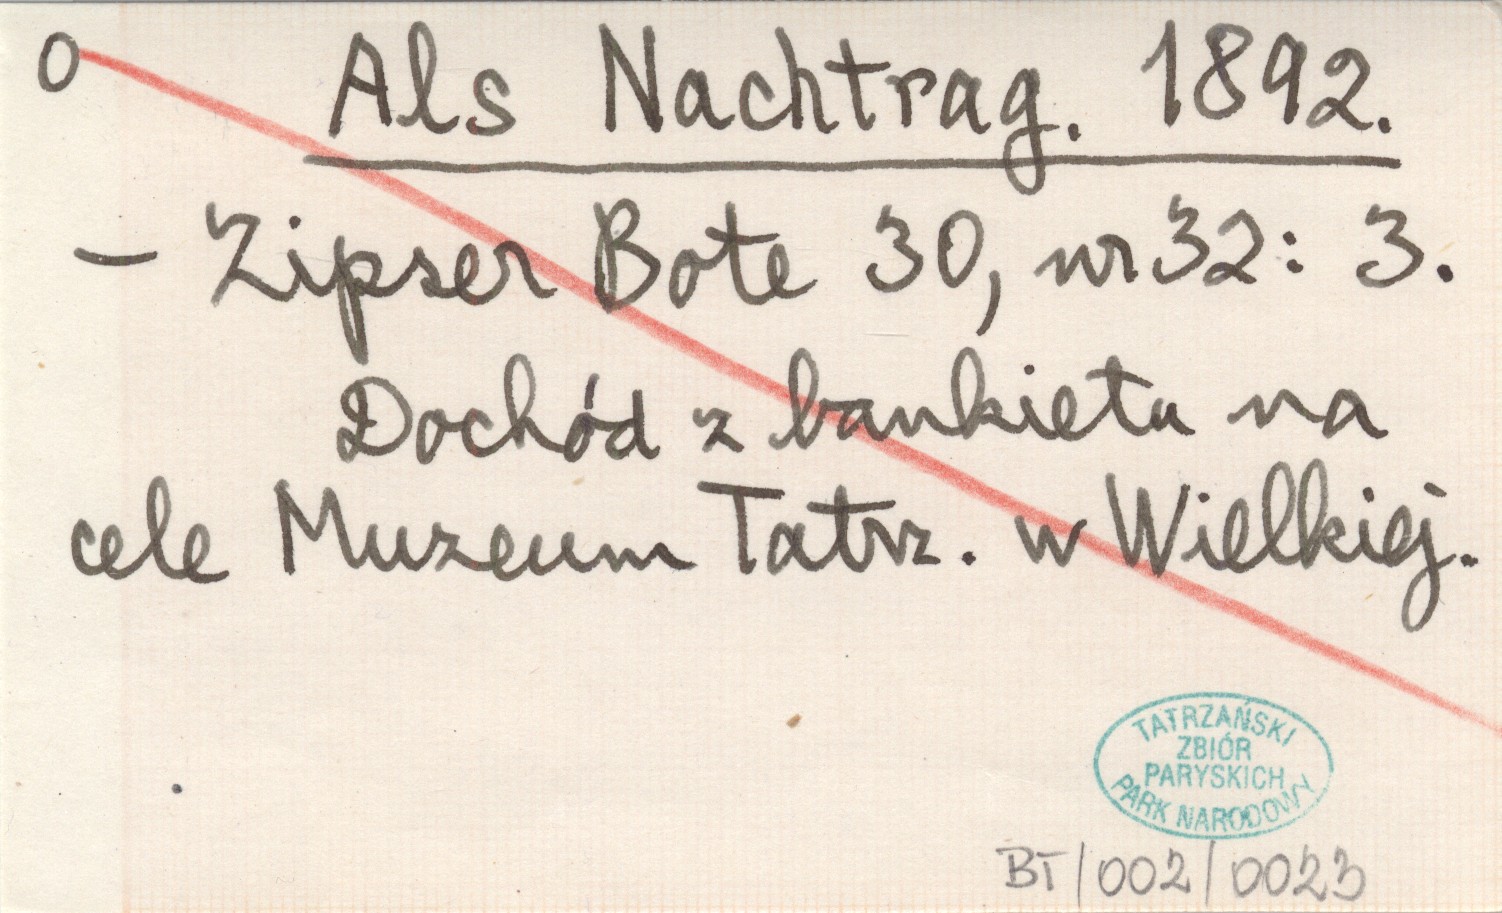 O Als Nachtrag. 1892.
– Zipser Bote 30, nr 32: 3.
Dochód z bankietu na
cele Muzeum Tatrz. w Wielkiej.
TATRZAŃSKI
ZBIÓR
PARYSKICH
PARK NARODOWY
BT/002/0023